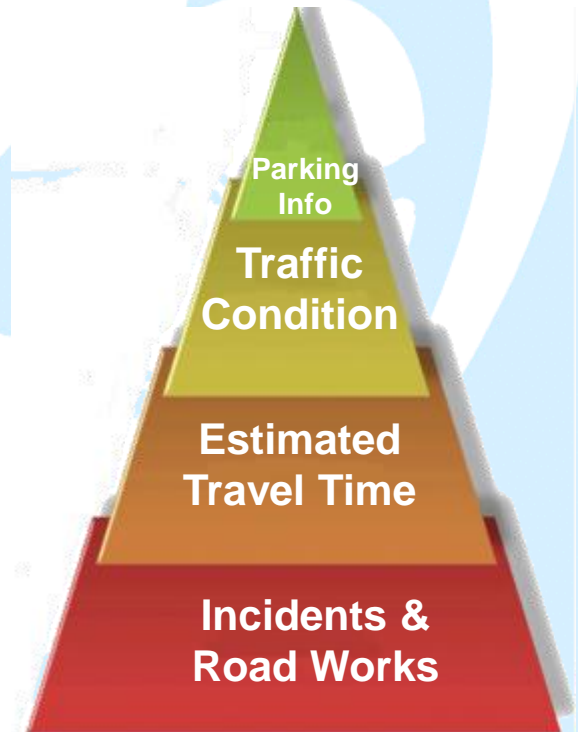 Parking
Info
Traffic
Condition
Estimated
Travel Time
Incidents &
Road Works